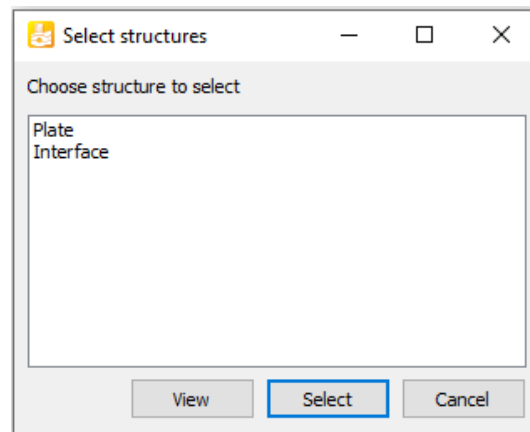 Select structures
Choose structure to select
Plate
Interface
View Select Cancel